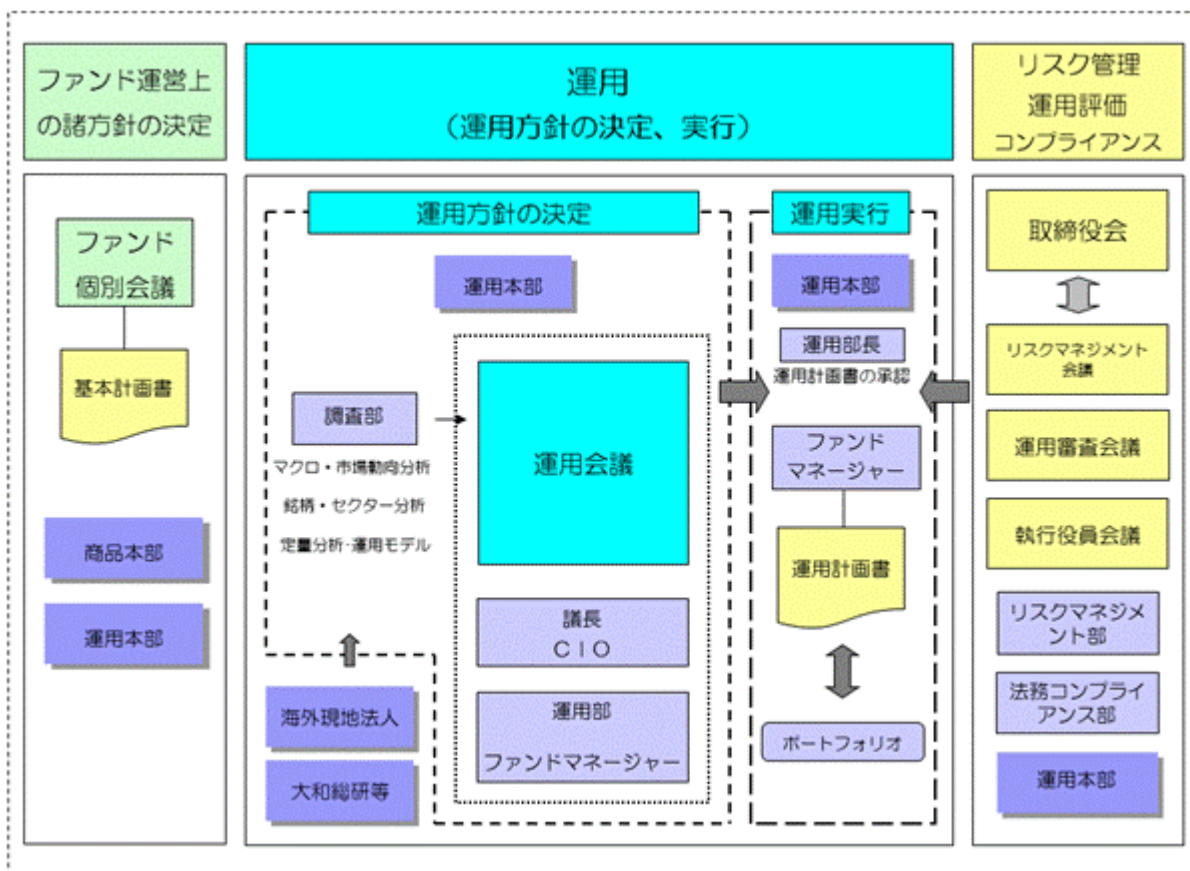 ファンド運営上
の諸方針の決定
運用
（運用方針の決定、実行）
リスク管理
運用評価
コンプライアンス
ファンド
個別会議
基本計画書
商品本部
運用本部
運用方針の決定
運用本部
調査部
マクロ・市場動向分析
銘柄・セクター分析
定量分析・運用モデル
運用会議
議長
ＣＩＯ
運用部
ファンドマネージャー
海外現地法人
大和総研等
運用実行
運用本部
運用部長
運用計画書の承認
ファンド
マネージャー
運用計画書
ポートフォリオ
取締役会
リスクマネジメント
会議
運用審査会議
執行役員会議
リスクマネジメ
ント部
法務コンプライ
アンス部
運用本部